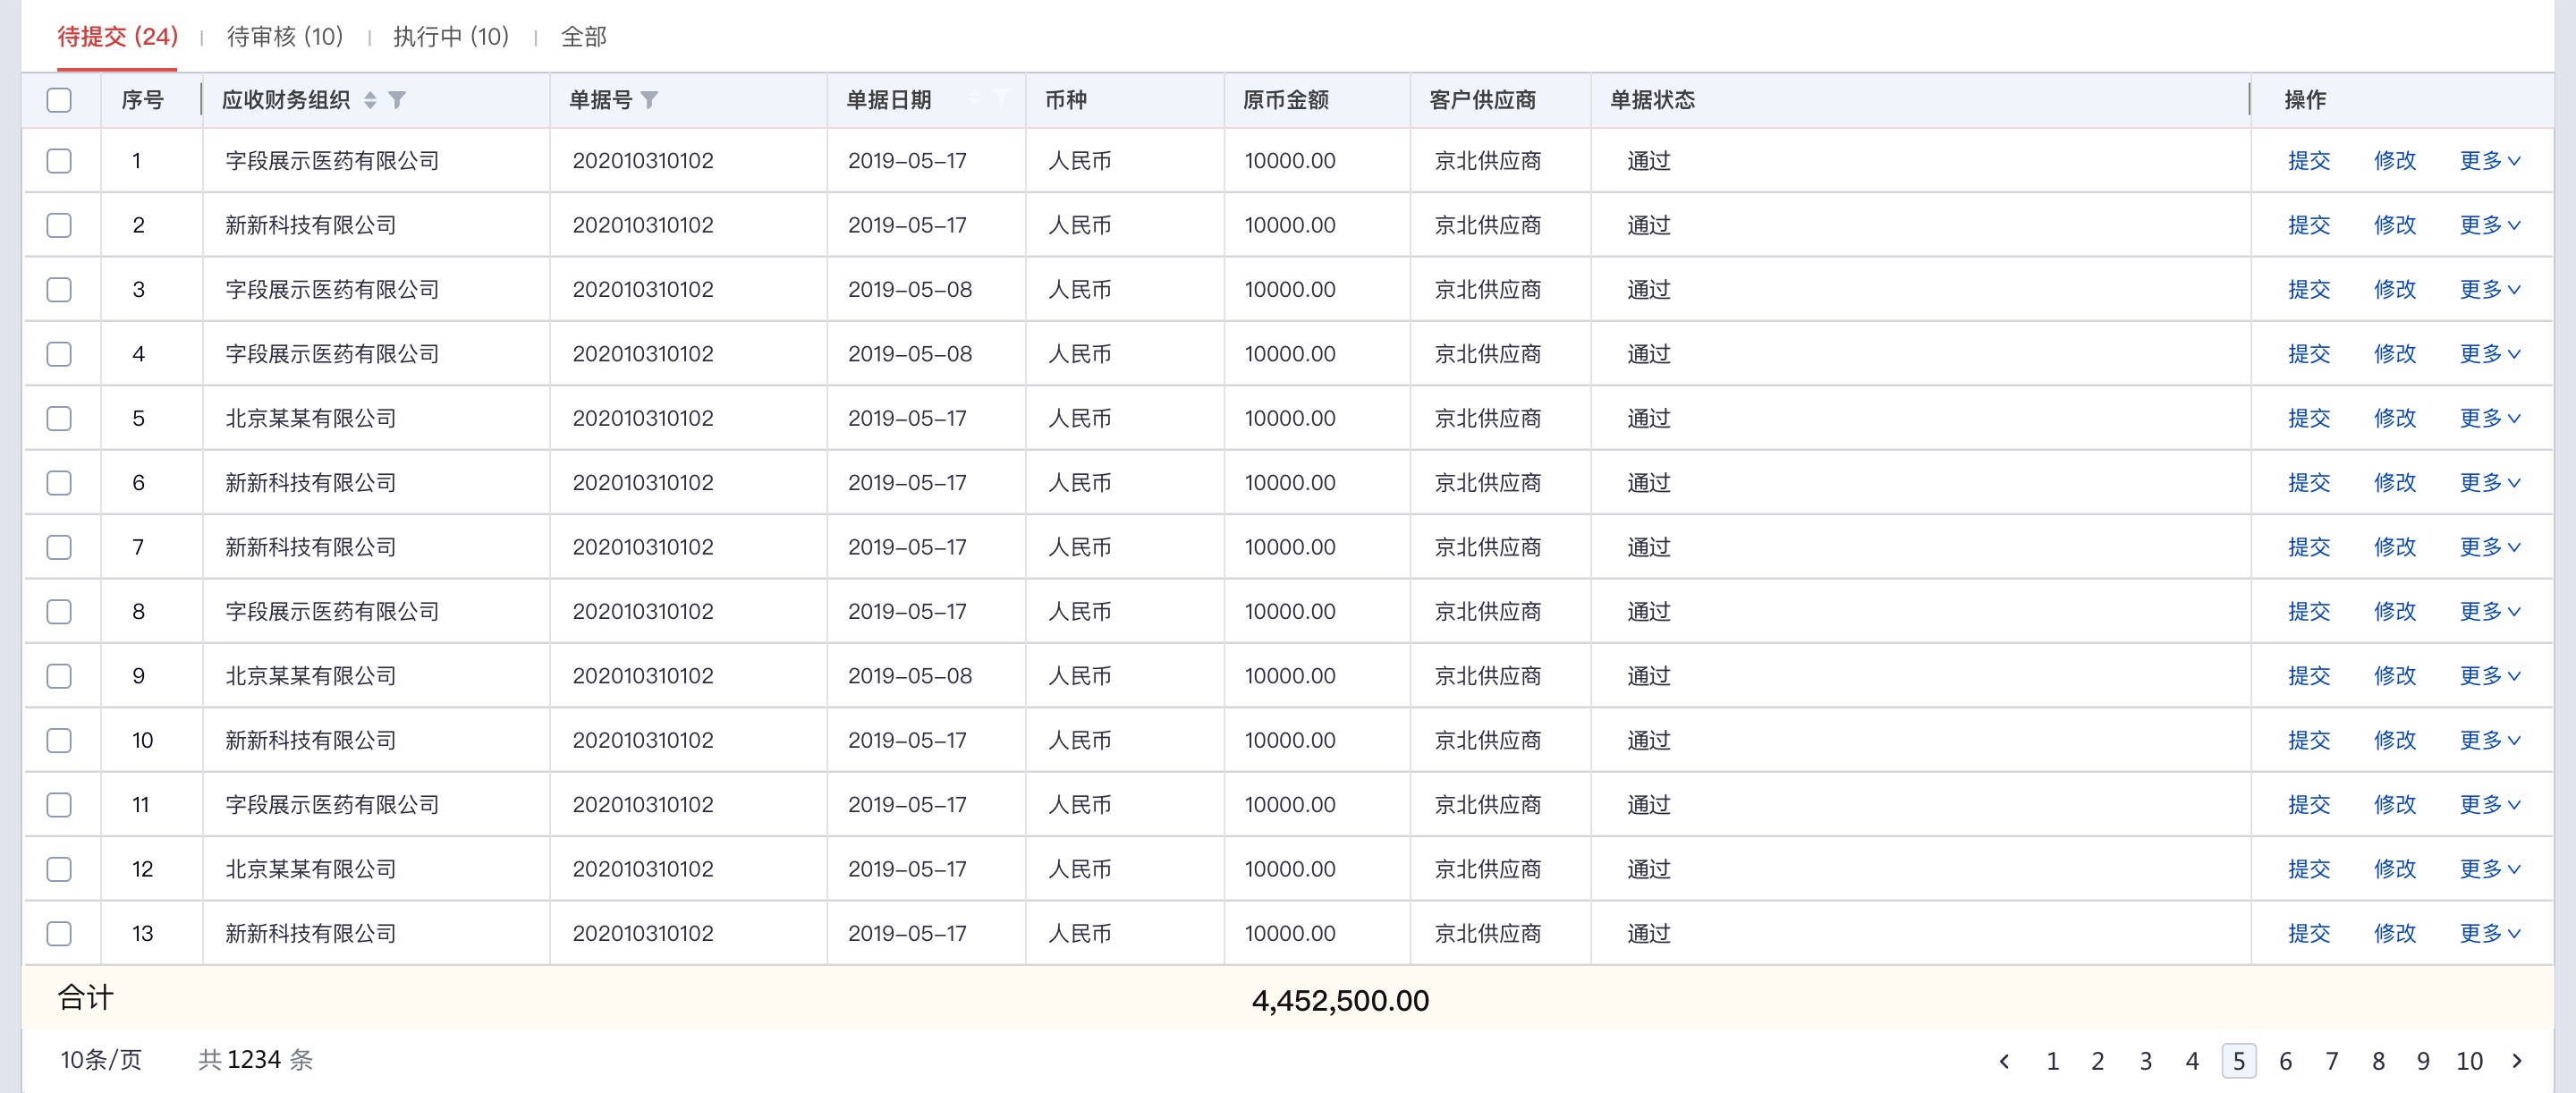 待提交 (24) | 待审核 (10) | 执行中 (10) | 全部
序号 应收财务组织 单据号 单据日期 币种 原币金额 客户供应商 单据状态 操作
1 字段展示医药有限公司 202010310102 2019-05-17 人民币 10000.00 京北供应商 通过 提交 修改 更多
2 新新科技有限公司 202010310102 2019-05-17 人民币 10000.00 京北供应商 通过 提交 修改 更多
3 字段展示医药有限公司 202010310102 2019-05-08 人民币 10000.00 京北供应商 通过 提交 修改 更多
4 字段展示医药有限公司 202010310102 2019-05-08 人民币 10000.00 京北供应商 通过 提交 修改 更多
5 北京某某有限公司 202010310102 2019-05-17 人民币 10000.00 京北供应商 通过 提交 修改 更多
6 新新科技有限公司 202010310102 2019-05-17 人民币 10000.00 京北供应商 通过 提交 修改 更多
7 新新科技有限公司 202010310102 2019-05-17 人民币 10000.00 京北供应商 通过 提交 修改 更多
8 字段展示医药有限公司 202010310102 2019-05-17 人民币 10000.00 京北供应商 通过 提交 修改 更多
9 北京某某有限公司 202010310102 2019-05-08 人民币 10000.00 京北供应商 通过 提交 修改 更多
10 新新科技有限公司 202010310102 2019-05-17 人民币 10000.00 京北供应商 通过 提交 修改 更多
11 字段展示医药有限公司 202010310102 2019-05-17 人民币 10000.00 京北供应商 通过 提交 修改 更多
12 北京某某有限公司 202010310102 2019-05-17 人民币 10000.00 京北供应商 通过 提交 修改 更多
13 新新科技有限公司 202010310102 2019-05-17 人民币 10000.00 京北供应商 通过 提交 修改 更多
合计 4,452,500.00
10条/页 共 1234 条 1 2 3 4 5 6 7 8 9 10